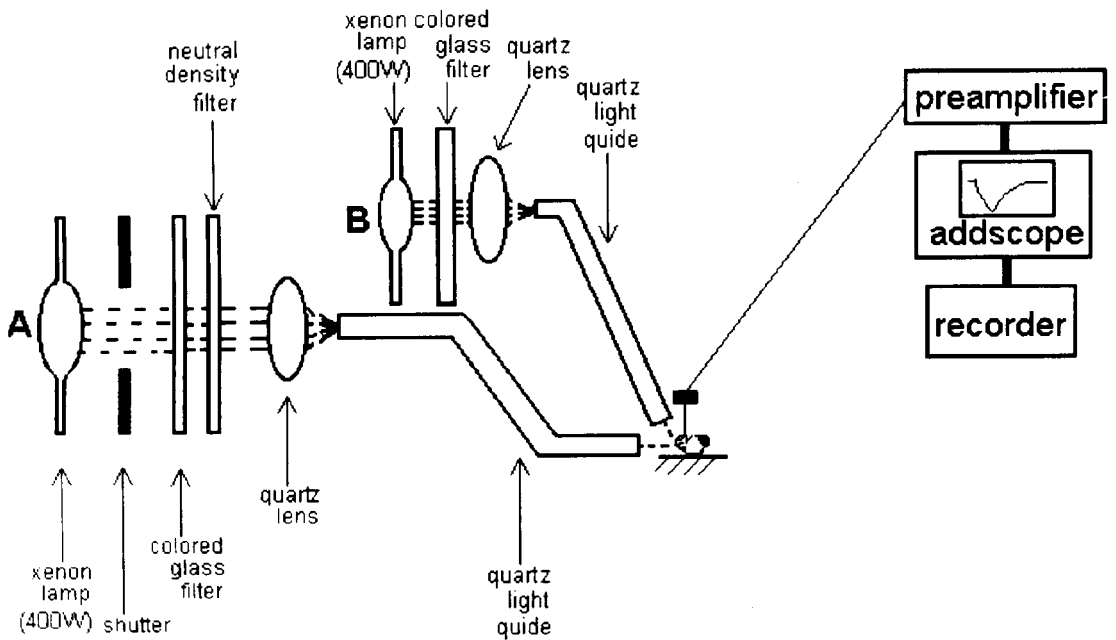 neutral
density
filter
xenon
lamp
(400W)
colored
glass
filter
quartz
lens
quartz
light
quide
B
A
preamplifier
addscope
recorder
xenon
lamp
(400W)
shutter
colored
glass
filter
quartz
lens
quartz
light
quide